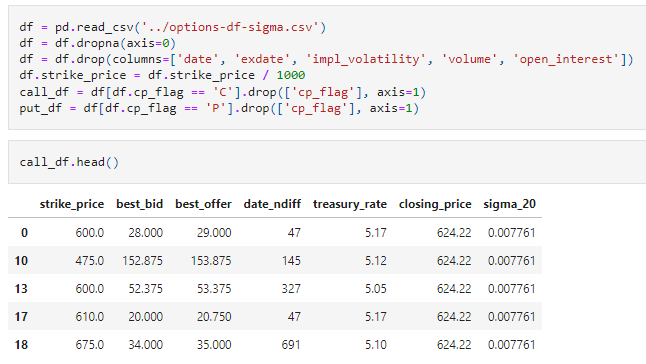 df = pd.read_csv('../options-df-sigma.csv')
df = df.dropna(axis=0)
df = df.drop(columns=['date', 'exdate', 'impl_volatility', 'volume', 'open_interest'])
df.strike_price = df.strike_price / 1000
call_df = df[df.cp_flag == 'C'].drop(['cp_flag'], axis=1)
put_df = df[df.cp_flag == 'P'].drop(['cp_flag'], axis=1)
call_df.head()
strike_price best_bid best_offer date_ndiff treasury_rate closing_price sigma_20
0 600.0 28.000 29.000 47 5.17 624.22 0.007761
10 475.0 152.875 153.875 145 5.12 624.22 0.007761
13 600.0 52.375 53.375 327 5.05 624.22 0.007761
17 610.0 20.000 20.750 47 5.17 624.22 0.007761
18 675.0 34.000 35.000 691 5.10 624.22 0.007761